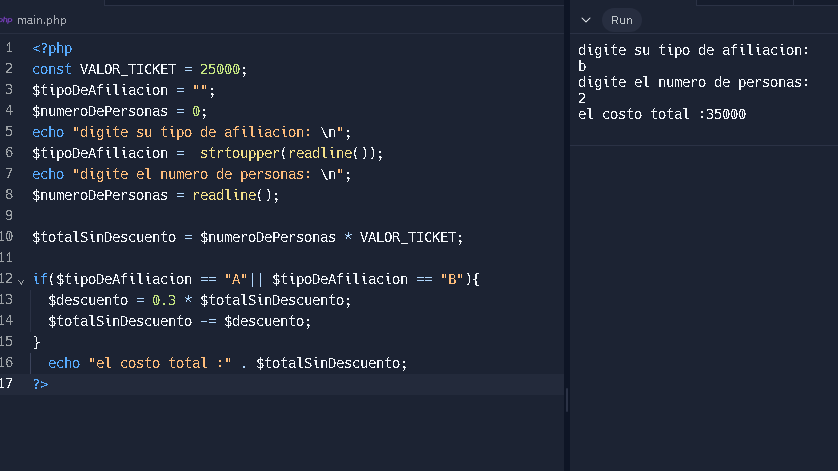 php main.php
Run
1 <?php
2 const VALOR_TICKET = 25000;
3 $tipoDeAfiliacion = "";
4 $numeroDePersonas = 0;
5 echo "digite su tipo de afiliacion: \n";
6 $tipoDeAfiliacion =  strtoupper(readline());
7 echo "digite el numero de personas: \n";
8 $numeroDePersonas = readline();
9
10 $totalSinDescuento = $numeroDePersonas * VALOR_TICKET;
11
12 if($tipoDeAfiliacion == "A"|| $tipoDeAfiliacion == "B"){
13   $descuento = 0.3 * $totalSinDescuento;
14   $totalSinDescuento -= $descuento;
15 }
16   echo "el costo total :" . $totalSinDescuento;
17 ?>
digite su tipo de afiliacion:
b
digite el numero de personas:
2
el costo total :35000